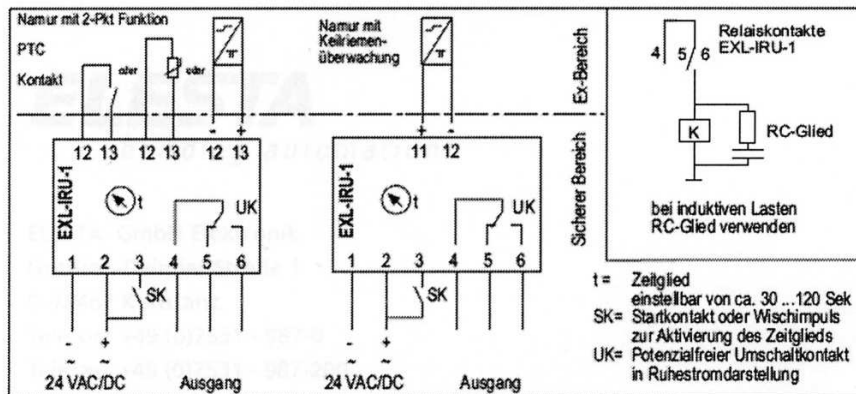 Namur mit 2-Pkt Funktion
PTC
Kontakt
oder
oder
12 13 12 13 12 13
- +
EXL-IRU-1
t
UK
1 2 3 4 5 6
SK
- +
~ ~
24 VAC/DC Ausgang
Namur mit
Keilriemen-
überwachung
+ -
11 12
EXL-IRU-1
t
UK
1 2 3 4 5 6
SK
- +
~ ~
24 VAC/DC Ausgang
Ex-Bereich
Sicherer Bereich
Relaiskontakte
EXL-IRU-1
4 5 6
K
RC-Glied
bei induktiven Lasten
RC-Glied verwenden
t = Zeitglied
einstellbar von ca. 30 ...120 Sek
SK= Startkontakt oder Wischimpuls
zur Aktivierung des Zeitglieds
UK= Potenzialfreier Umschaltkontakt
in Ruhestromdarstellung